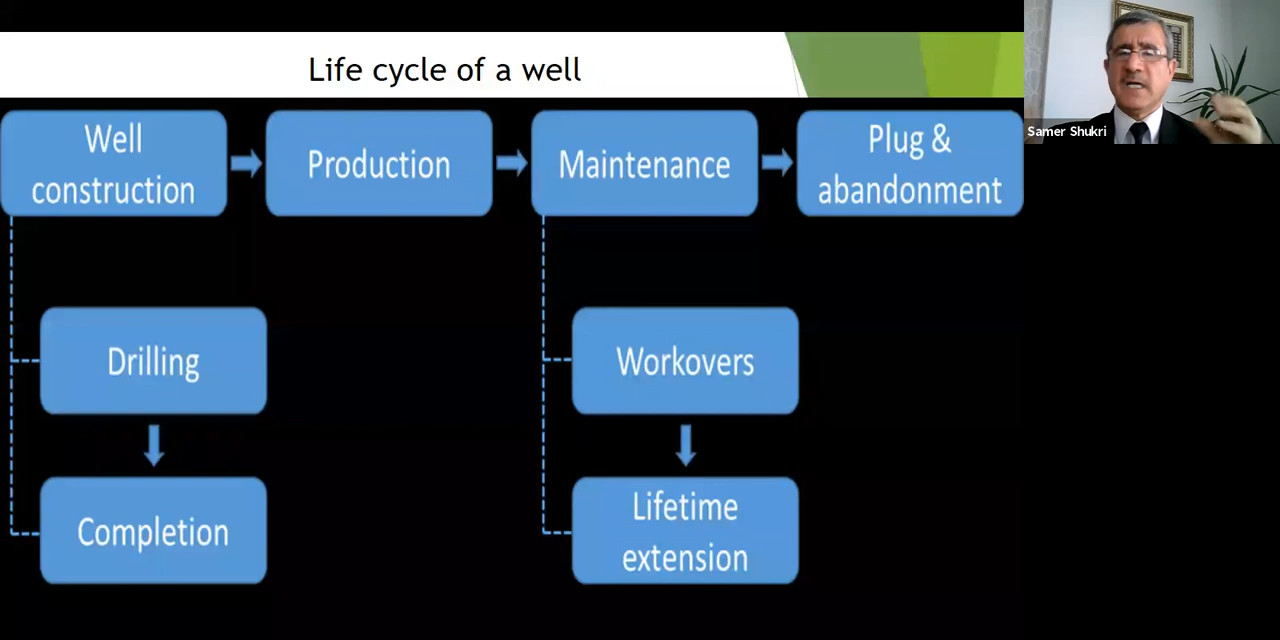 Life cycle of a well
Samer Shukri
Well
construction
Production
Maintenance
Plug &
abandonment
Drilling
Workovers
Completion
Lifetime
extension